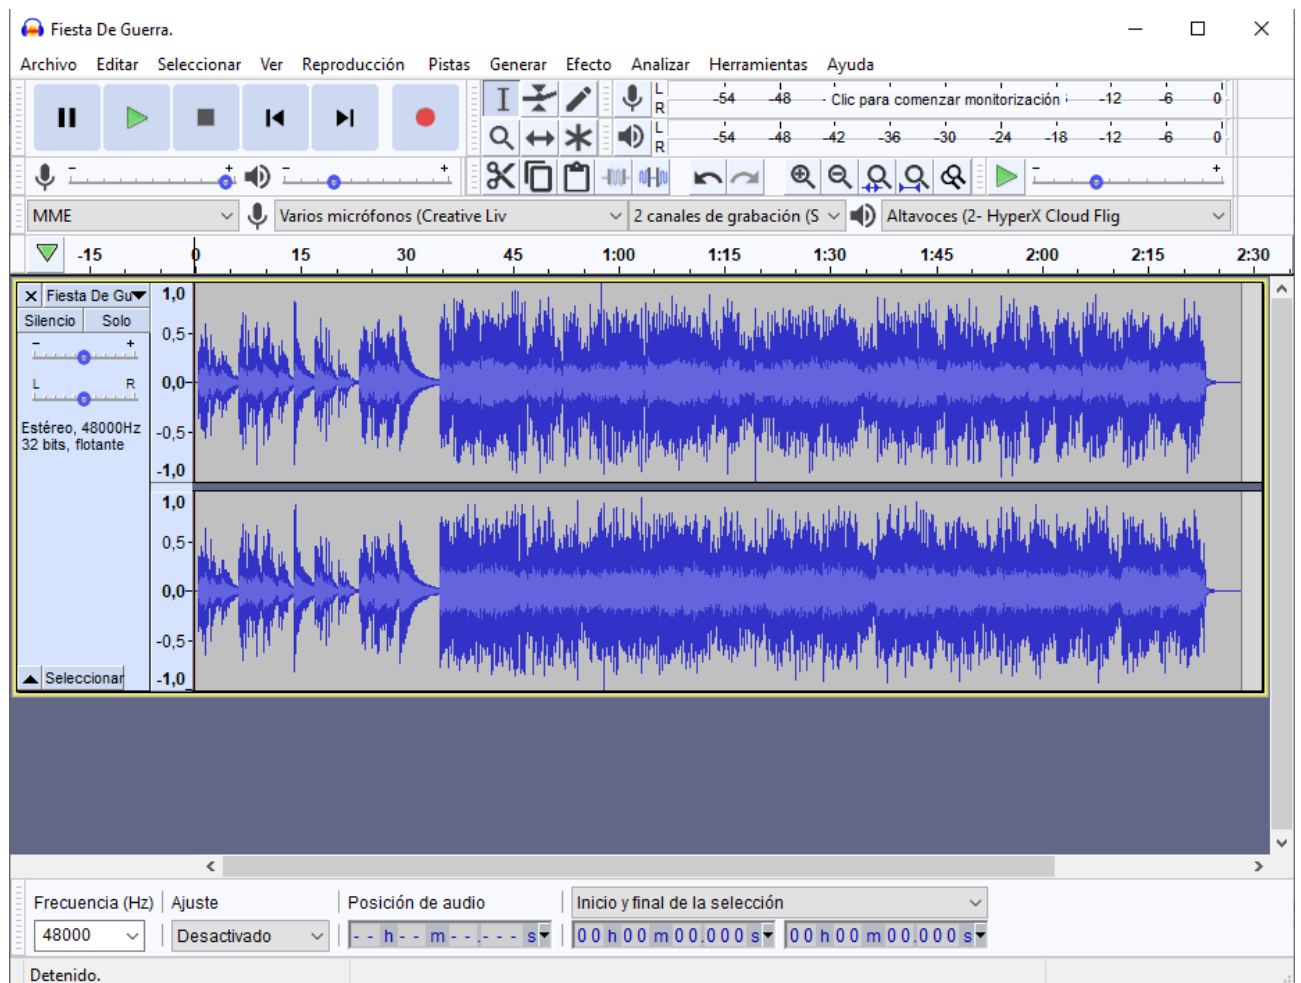 Fiesta De Guerra.
Archivo Editar Seleccionar Ver Reproducción Pistas Generar Efecto Analizar Herramientas Ayuda
L
R
-54 -48 - Clic para comenzar monitorización -12 -6 0
L
R
-54 -48 -42 -36 -30 -24 -18 -12 -6 0
- + - + - +
MME
Varios micrófonos (Creative Liv
2 canales de grabación (S
Altavoces (2- HyperX Cloud Flig
-15 0 15 30 45 1:00 1:15 1:30 1:45 2:00 2:15 2:30
Fiesta De Gu
Silencio Solo
- +
L R
Estéreo, 48000Hz
32 bits, flotante
Seleccionar
1,0
0,5-
0,0-
-0,5-
-1,0
1,0
0,5-
0,0-
-0,5-
-1,0
Frecuencia (Hz) Ajuste Posición de audio Inicio y final de la selección
48000 Desactivado - - h - - m - - . - - - s 00 h 00 m 00.000 s 00 h 00 m 00.000 s
Detenido.